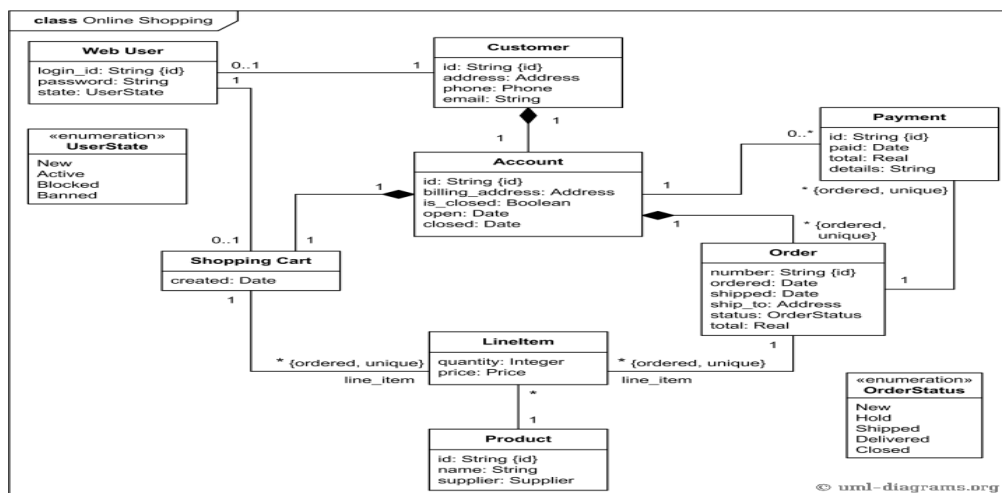 class Online Shopping
Web User
login_id: String {id}
password: String
state: UserState
0..1
1
1
Customer
id: String {id}
address: Address
phone: Phone
email: String
1
1
«enumeration»
UserState
New
Active
Blocked
Banned
Account
id: String {id}
billing_address: Address
is_closed: Boolean
open: Date
closed: Date
1
1
1
1
Payment
id: String {id}
paid: Date
total: Real
details: String
0..*
* {ordered, unique}
* {ordered,
unique}
0..1
Shopping Cart
created: Date
1
Order
number: String {id}
ordered: Date
shipped: Date
ship_to: Address
status: OrderStatus
total: Real
1
1
LineItem
quantity: Integer
price: Price
* {ordered, unique}
line_item
* {ordered, unique}
line_item
*
1
Product
id: String {id}
name: String
supplier: Supplier
«enumeration»
OrderStatus
New
Hold
Shipped
Delivered
Closed
© uml-diagrams.org